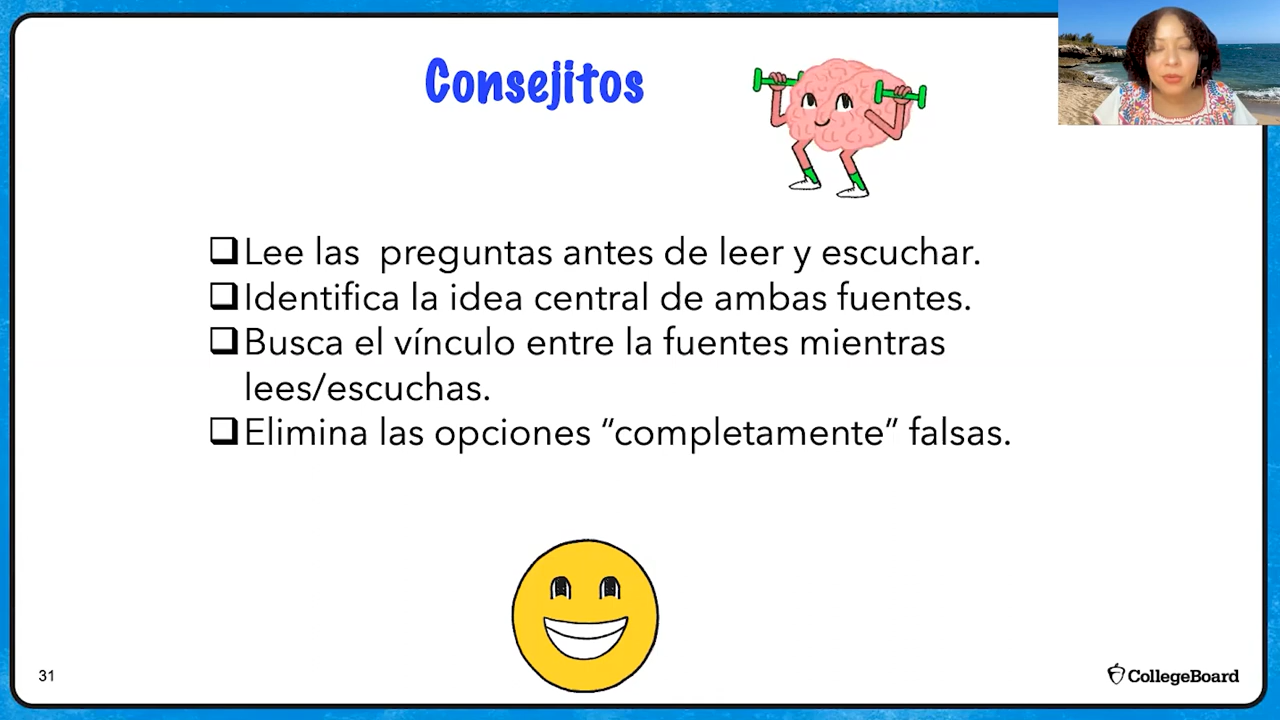 Consejitos
Lee las preguntas antes de leer y escuchar.
Identifica la idea central de ambas fuentes.
Busca el vínculo entre la fuentes mientras
lees/escuchas.
Elimina las opciones “completamente” falsas.
31
CollegeBoard